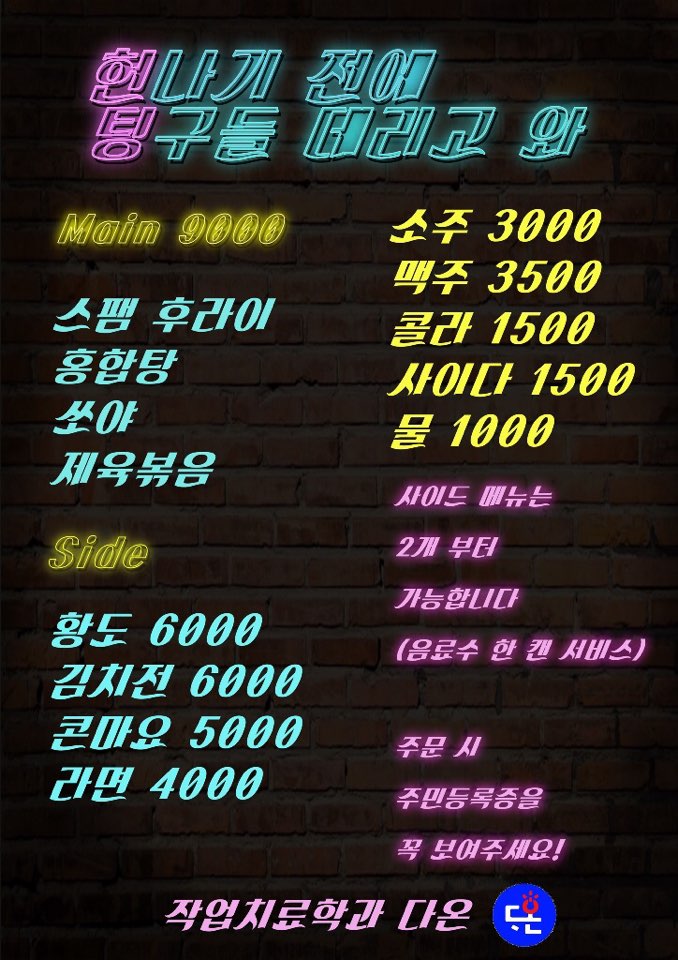 헌나기 전에
팅구들 데리고 와
Main 9000
스팸 후라이
홍합탕
쏘야
제육볶음
Side
황도 6000
김치전 6000
콘마요 5000
라면 4000
소주 3000
맥주 3500
콜라 1500
사이다 1500
물 1000
사이드 메뉴는
2개 부터
가능합니다
(음료수 한 캔 서비스)
주문 시
주민등록증을
꼭 보여주세요!
작업치료학과 다온
다온